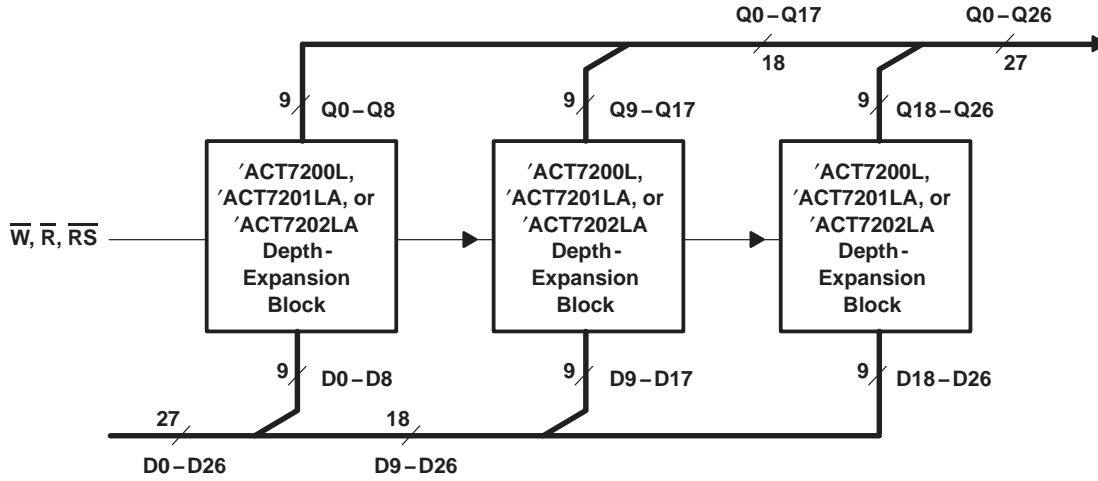 Q0–Q17
Q0–Q26
18
27
9
Q0–Q8
9
Q9–Q17
9
Q18–Q26
′ACT7200L,
′ACT7201LA, or
′ACT7202LA
Depth-
Expansion
Block
′ACT7200L,
′ACT7201LA, or
′ACT7202LA
Depth-
Expansion
Block
′ACT7200L,
′ACT7201LA, or
′ACT7202LA
Depth-
Expansion
Block
W̅, R̅, R̅S̅
9
D0–D8
9
D9–D17
9
D18–D26
27
18
D0–D26
D9–D26